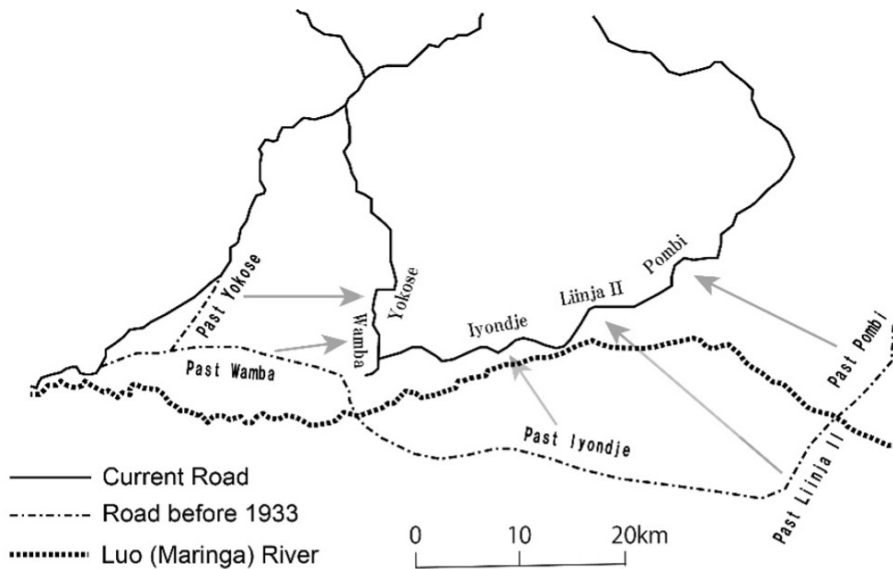 Pombi
Liinja II
Past Yokose
Yokose
Iyondje
Wamba
Past Pombi
Past Wamba
Past Iyondje
Past Liinja II
Current Road
Road before 1933
Luo (Maringa) River
0 10 20km